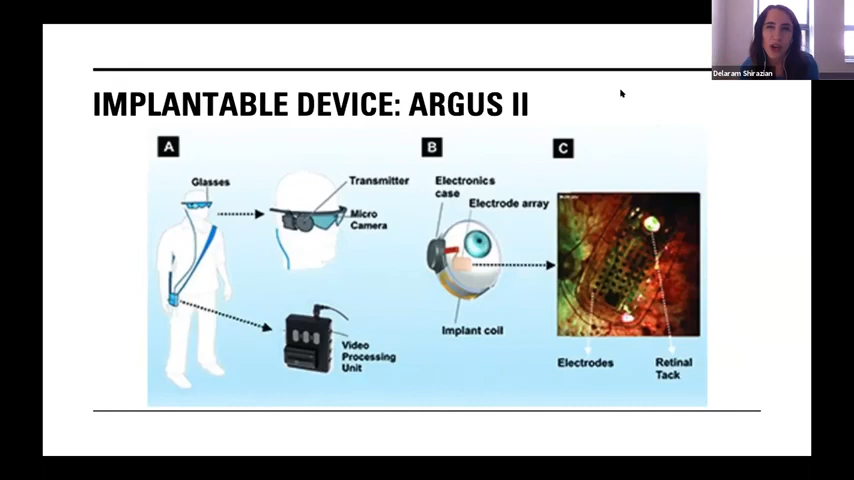 Delaram Shirazian
IMPLANTABLE DEVICE: ARGUS II
A
Glasses
Transmitter
Micro
Camera
Video
Processing
Unit
B
Electronics
case
Electrode array
Implant coil
C
Electrodes
Retinal
Tack